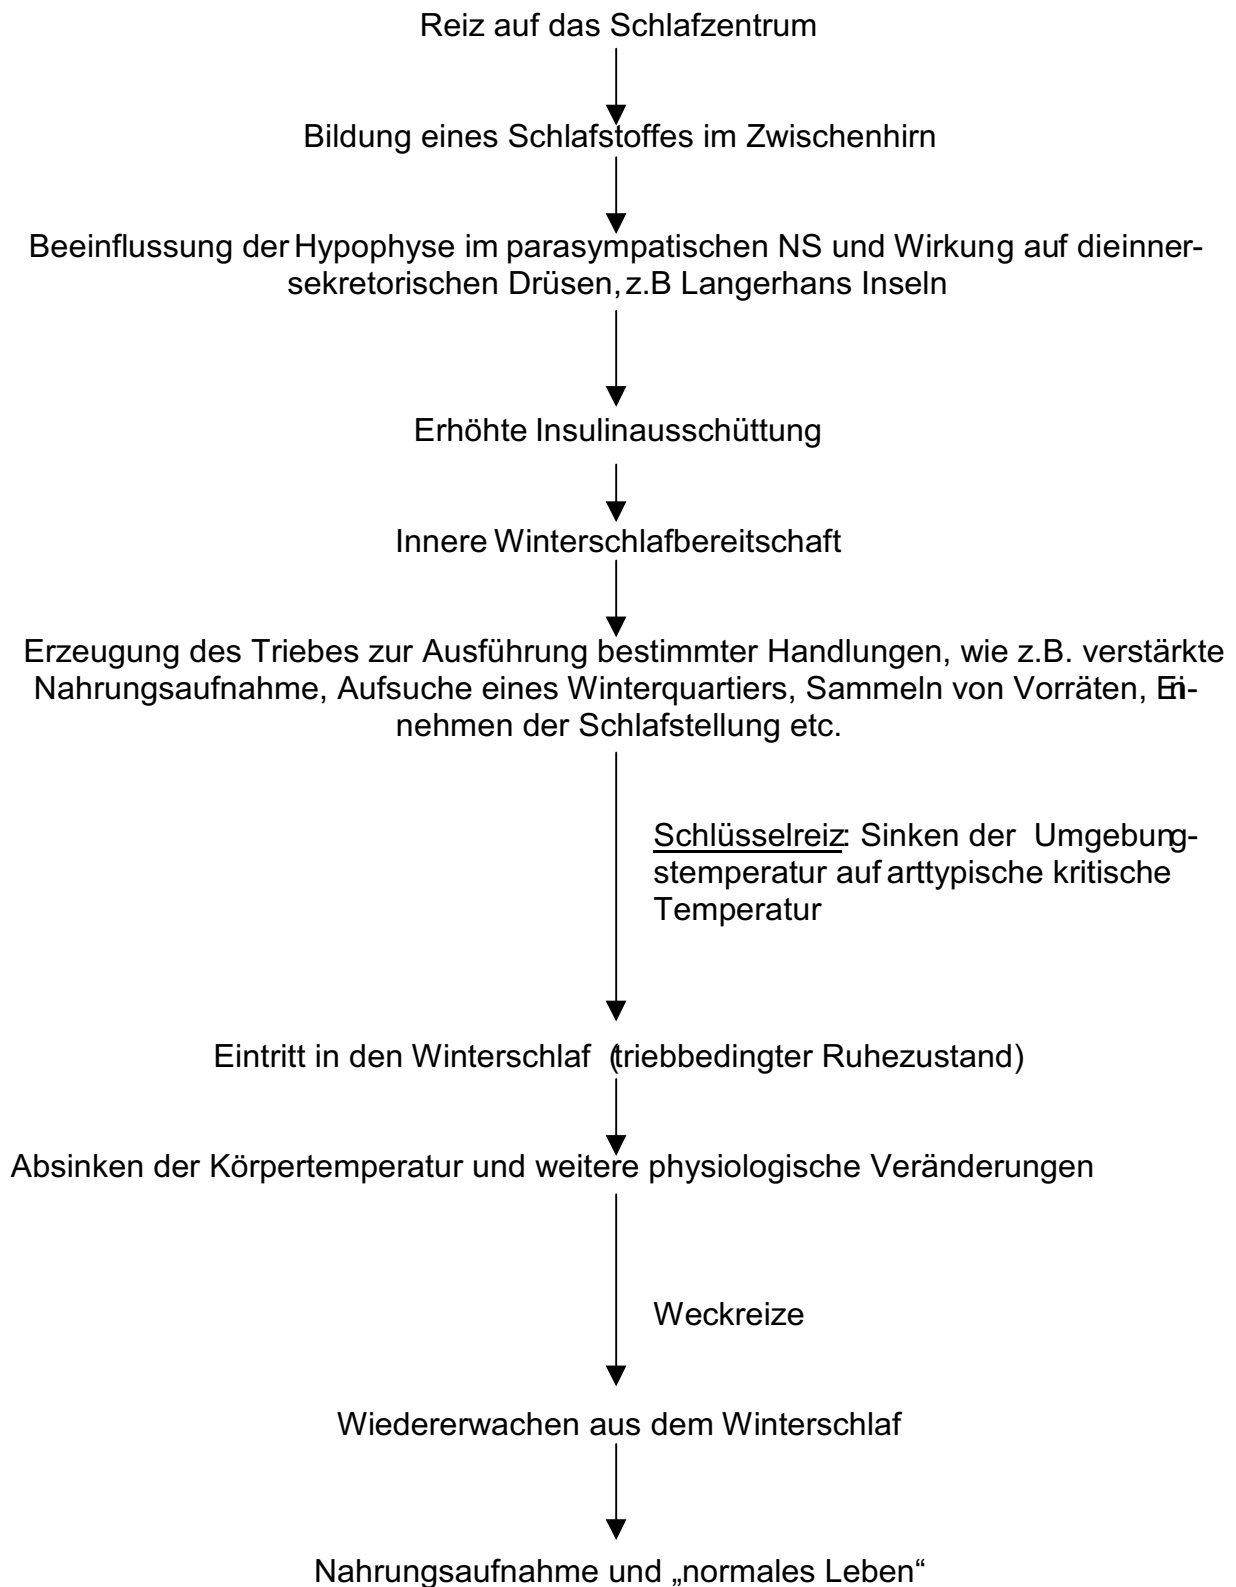 Reiz auf das Schlafzentrum
Bildung eines Schlafstoffes im Zwischenhirn
Beeinflussung der Hypophyse im parasympatischen NS und Wirkung auf dieinner-
sekretorischen Drüsen, z.B Langerhans Inseln
Erhöhte Insulinausschüttung
Innere Winterschlafbereitschaft
Erzeugung des Triebes zur Ausführung bestimmter Handlungen, wie z.B. verstärkte
Nahrungsaufnahme, Aufsuche eines Winterquartiers, Sammeln von Vorräten, Ein-
nehmen der Schlafstellung etc.
Schlüsselreiz: Sinken der Umgebung-
stemperatur auf arttypische kritische
Temperatur
Eintritt in den Winterschlaf (triebbedingter Ruhezustand)
Absinken der Körpertemperatur und weitere physiologische Veränderungen
Weckreize
Wiedererwachen aus dem Winterschlaf
Nahrungsaufnahme und „normales Leben“